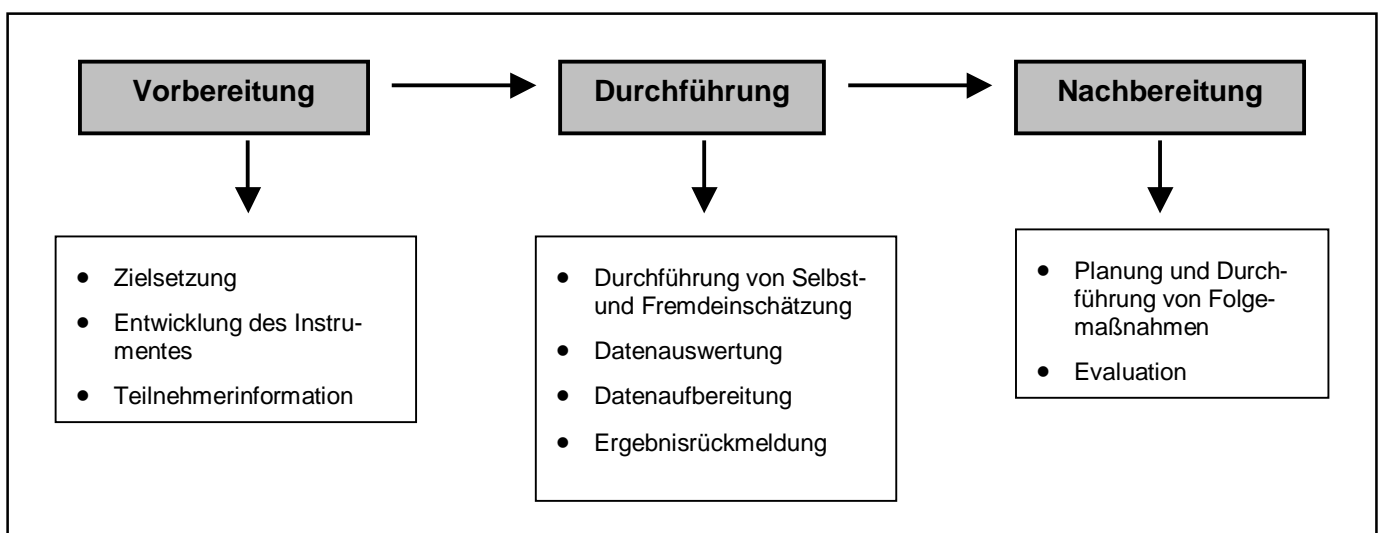 Vorbereitung
Durchführung
Nachbereitung
• Zielsetzung
• Entwicklung des Instru-
mentes
• Teilnehmerinformation
• Durchführung von Selbst-
und Fremdeinschätzung
• Datenauswertung
• Datenaufbereitung
• Ergebnisrückmeldung
• Planung und Durch-
führung von Folge-
maßnahmen
• Evaluation